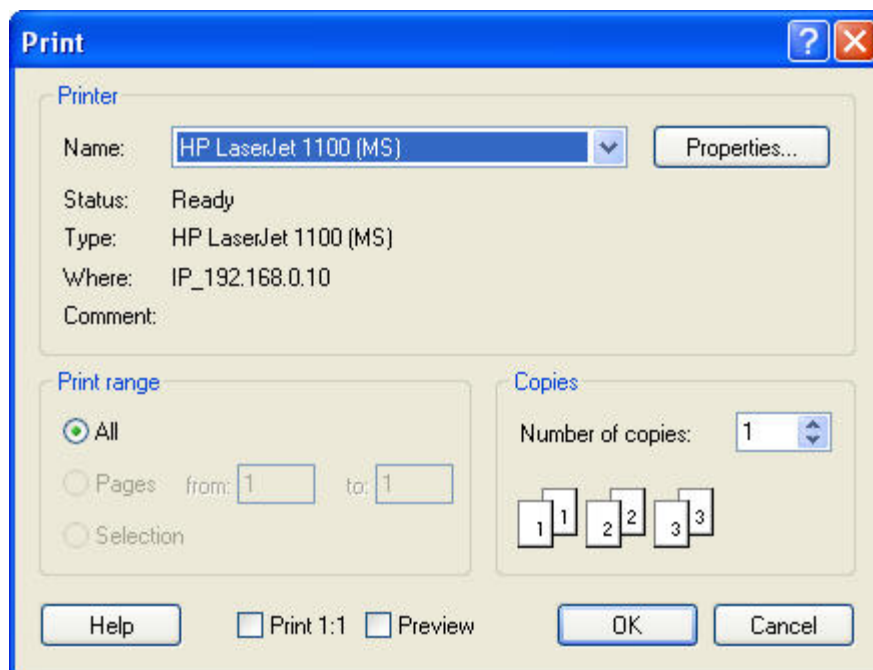 Print
Printer
Name: HP LaserJet 1100 (MS) Properties...
Status: Ready
Type: HP LaserJet 1100 (MS)
Where: IP_192.168.0.10
Comment:
Print range
All
Pages from: 1 to: 1
Selection
Copies
Number of copies: 1
1 1 2 2 3 3
Help Print 1:1 Preview OK Cancel